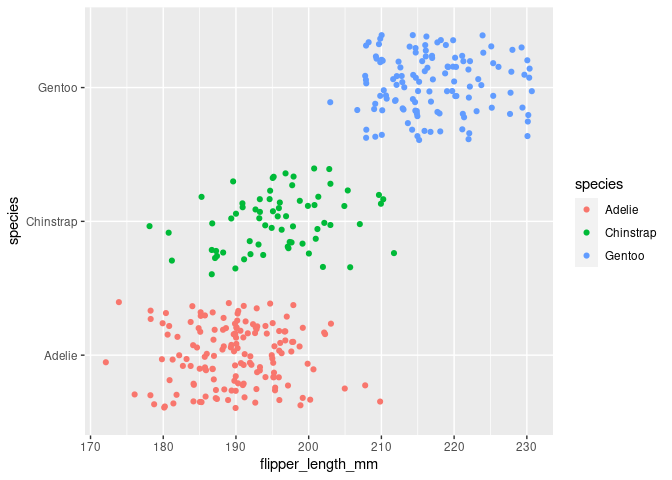 Gentoo
Chinstrap
Adelie
species
170 180 190 200 210 220 230
flipper_length_mm
species
Adelie
Chinstrap
Gentoo